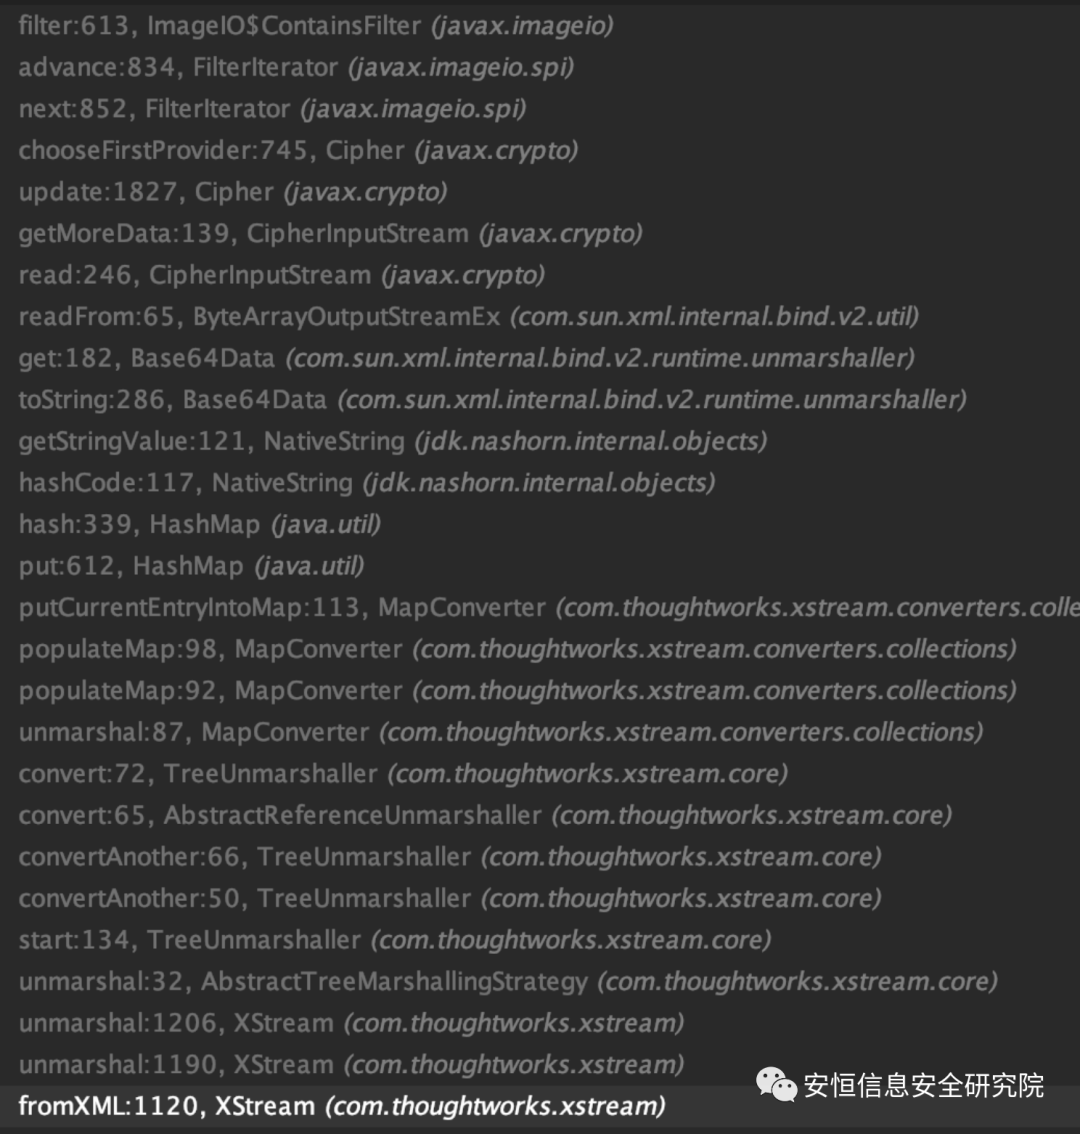 filter:613, ImageIO$ContainsFilter (javax.imageio)
advance:834, FilterIterator (javax.imageio.spi)
next:852, FilterIterator (javax.imageio.spi)
chooseFirstProvider:745, Cipher (javax.crypto)
update:1827, Cipher (javax.crypto)
getMoreData:139, CipherInputStream (javax.crypto)
read:246, CipherInputStream (javax.crypto)
readFrom:65, ByteArrayOutputStreamEx (com.sun.xml.internal.bind.v2.util)
get:182, Base64Data (com.sun.xml.internal.bind.v2.runtime.unmarshaller)
toString:286, Base64Data (com.sun.xml.internal.bind.v2.runtime.unmarshaller)
getStringValue:121, NativeString (jdk.nashorn.internal.objects)
hashCode:117, NativeString (jdk.nashorn.internal.objects)
hash:339, HashMap (java.util)
put:612, HashMap (java.util)
putCurrentEntryIntoMap:113, MapConverter (com.thoughtworks.xstream.converters.colle
populateMap:98, MapConverter (com.thoughtworks.xstream.converters.collections)
populateMap:92, MapConverter (com.thoughtworks.xstream.converters.collections)
unmarshal:87, MapConverter (com.thoughtworks.xstream.converters.collections)
convert:72, TreeUnmarshaller (com.thoughtworks.xstream.core)
convert:65, AbstractReferenceUnmarshaller (com.thoughtworks.xstream.core)
convertAnother:66, TreeUnmarshaller (com.thoughtworks.xstream.core)
convertAnother:50, TreeUnmarshaller (com.thoughtworks.xstream.core)
start:134, TreeUnmarshaller (com.thoughtworks.xstream.core)
unmarshal:32, AbstractTreeMarshallingStrategy (com.thoughtworks.xstream.core)
unmarshal:1206, XStream (com.thoughtworks.xstream)
unmarshal:1190, XStream (com.thoughtworks.xstream)
安恒信息安全研究院
fromXML:1120, XStream (com.thoughtworks.xstream)